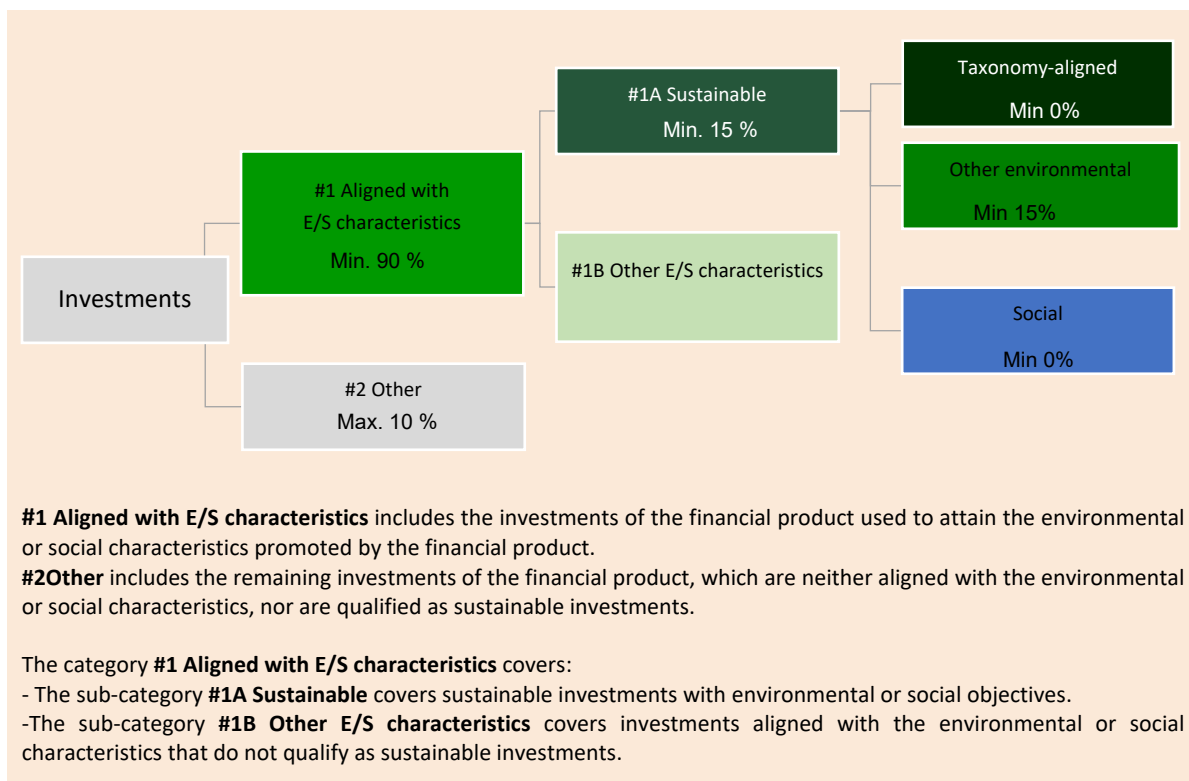 Taxonomy-aligned
Min 0%
#1A Sustainable
Min. 15 %
Other environmental
Min 15%
#1 Aligned with
E/S characteristics
Min. 90 %
#1B Other E/S characteristics
Investments
Social
Min 0%
#2 Other
Max. 10 %
#1 Aligned with E/S characteristics includes the investments of the financial product used to attain the environmental
or social characteristics promoted by the financial product.
#2Other includes the remaining investments of the financial product, which are neither aligned with the environmental
or social characteristics, nor are qualified as sustainable investments.
The category #1 Aligned with E/S characteristics covers:
- The sub-category #1A Sustainable covers sustainable investments with environmental or social objectives.
-The sub-category #1B Other E/S characteristics covers investments aligned with the environmental or social
characteristics that do not qualify as sustainable investments.